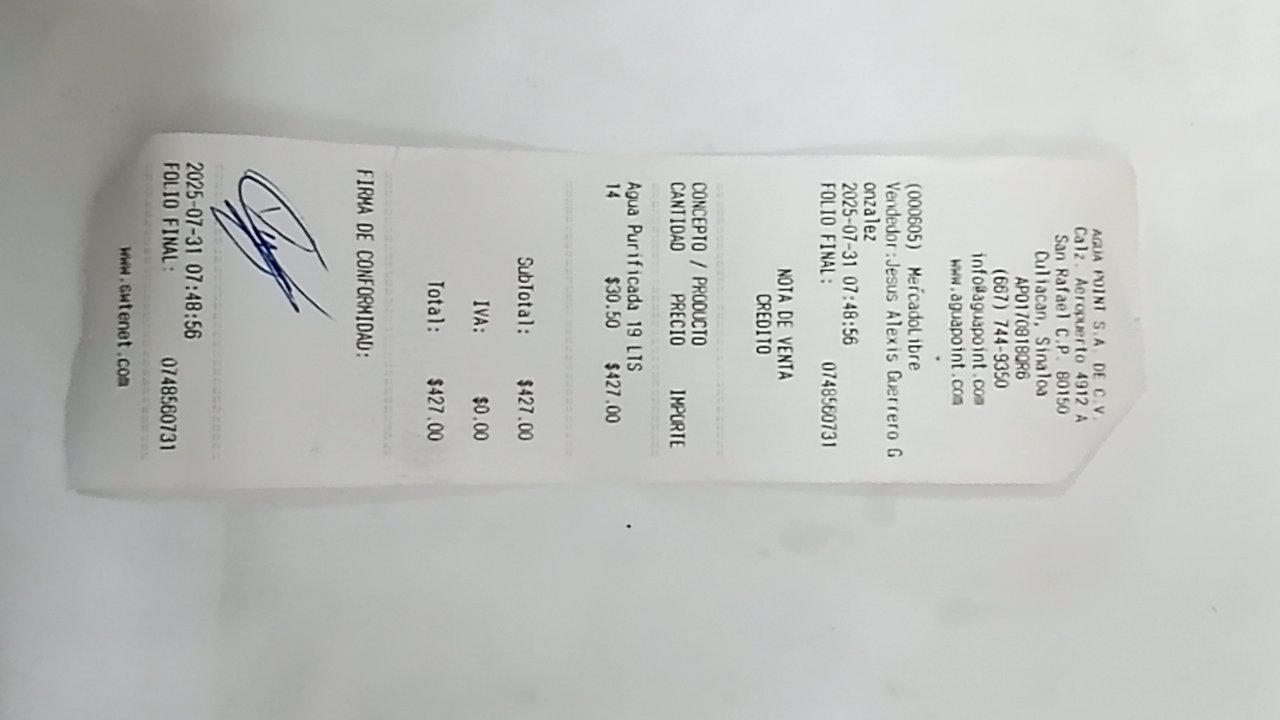 AGUA POINT S.A. DE C.V.
Calz. Aeropuerto 4912 A
San Rafael C.P. 80150
Culiacan, Sinaloa
APO170818QR6
(667) 744-9350
info@aguapoint.com
www.aguapoint.com
(000605) MercadoLibre
Vendedor:Jesus Alexis Guerrero G
onzalez
2025-07-31 07:48:56
FOLIO FINAL: 0748560731
NOTA DE VENTA
CREDITO
CONCEPTO / PRODUCTO
CANTIDAD PRECIO IMPORTE
Agua Purificada 19 LTS
14 $30.50 $427.00
SubTotal: $427.00
IVA: $0.00
Total: $427.00
FIRMA DE CONFORMIDAD:
2025-07-31 07:48:56
FOLIO FINAL: 0748560731
www.ewtenet.com